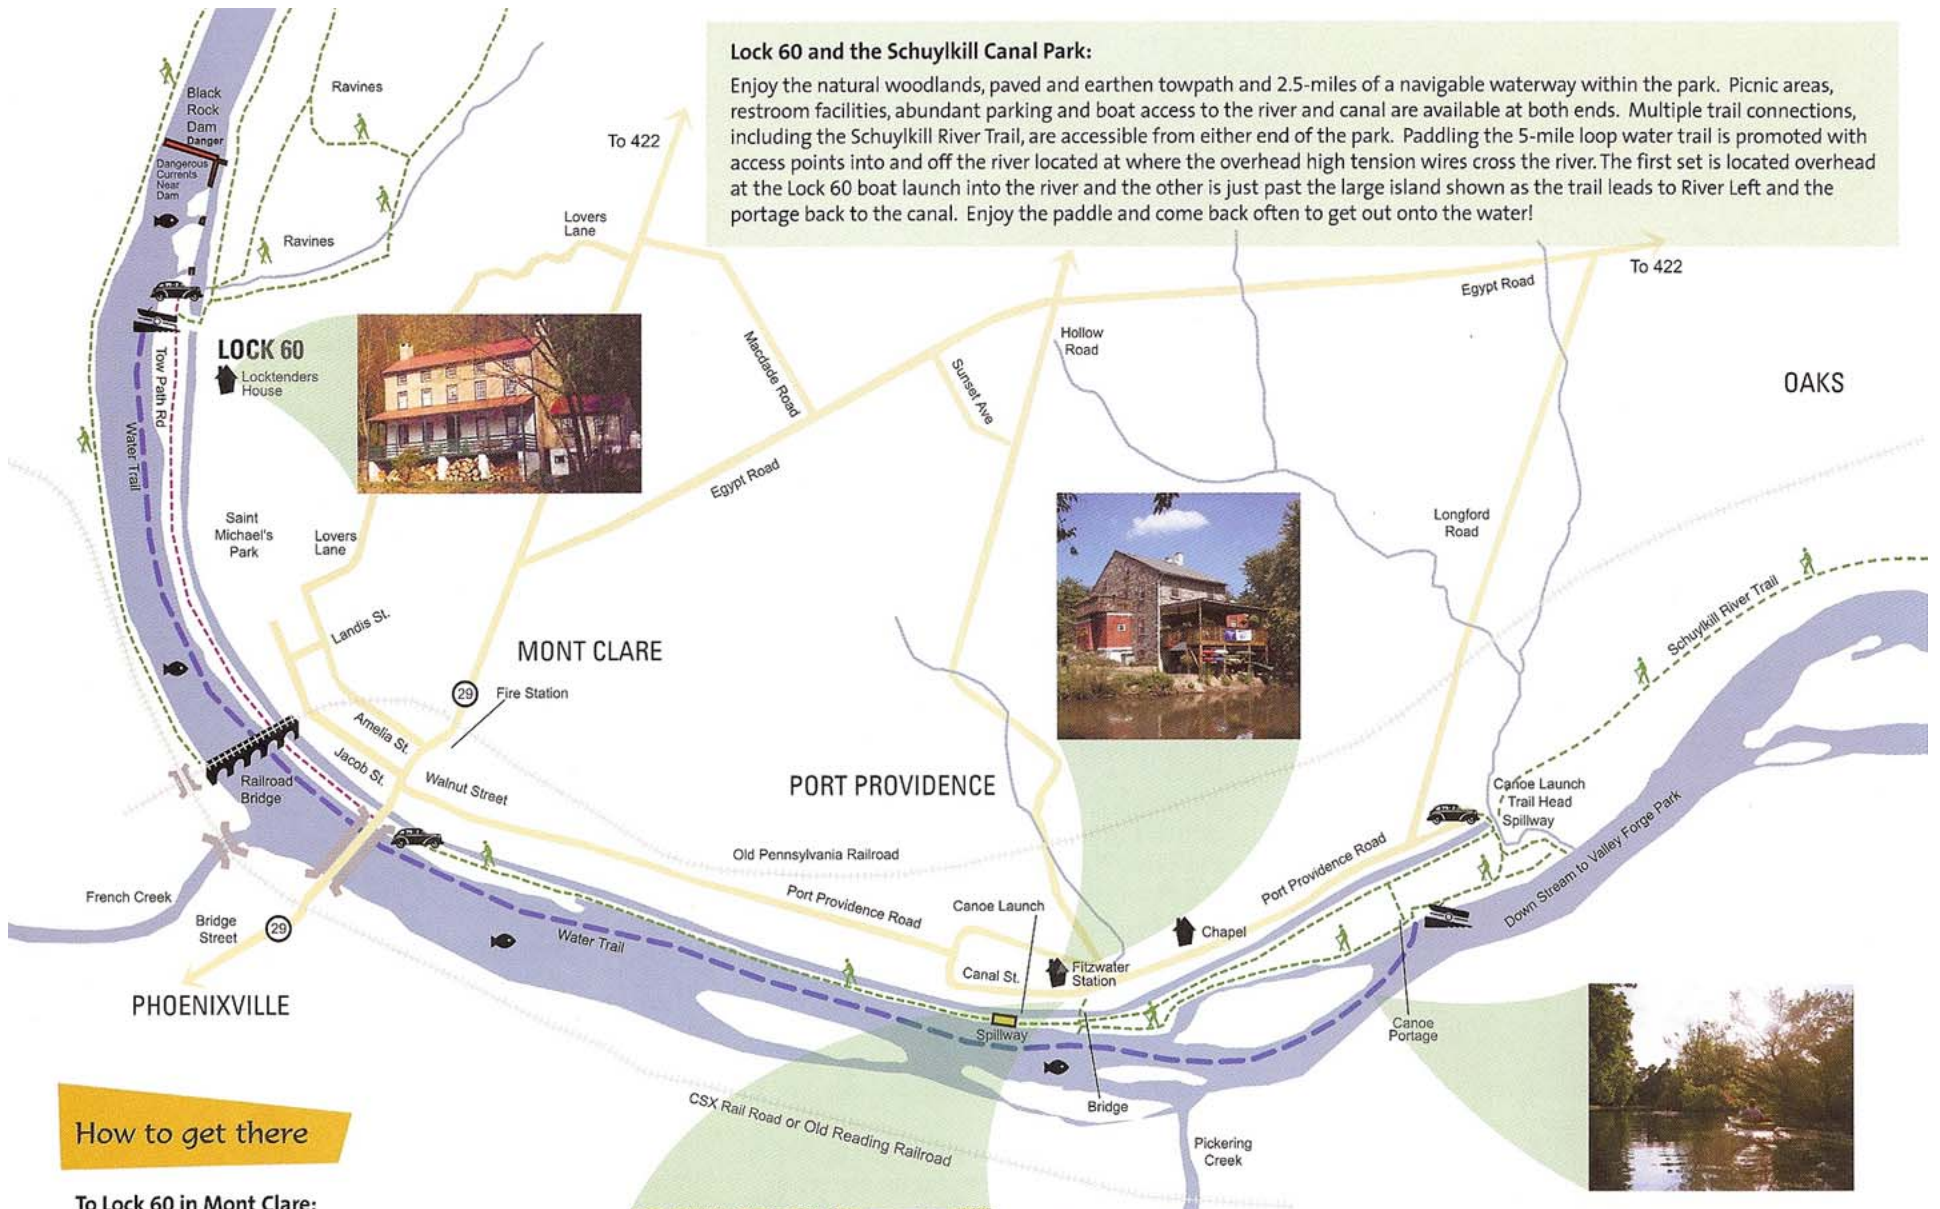 Lock 60 and the Schuylkill Canal Park:
Enjoy the natural woodlands, paved and earthen towpath and 2.5-miles of a navigable waterway within the park. Picnic areas,
restroom facilities, abundant parking and boat access to the river and canal are available at both ends. Multiple trail connections,
including the Schuylkill River Trail, are accessible from either end of the park. Paddling the 5-mile loop water trail is promoted with
access points into and off the river located at where the overhead high tension wires cross the river. The first set is located overhead
at the Lock 60 boat launch into the river and the other is just past the large island shown as the trail leads to River Left and the
portage back to the canal. Enjoy the paddle and come back often to get out onto the water!
Black
Rock
Dam
Danger
Dangerous
Currents
Near
Dam
Ravines
Ravines
To 422
Lovers
Lane
To 422
Egypt Road
Hollow
Road
OAKS
LOCK 60
Locktenders
House
Tow Path Rd
Water Trail
Macdade Road
Sunset Ave
Egypt Road
Saint
Michael's
Park
Lovers
Lane
Longford
Road
Landis St.
MONT CLARE
29
Fire Station
Schuylkill River Trail
Amelia St.
Jacob St.
Walnut Street
Railroad
Bridge
PORT PROVIDENCE
Canoe Launch
Trail Head
Spillway
Old Pennsylvania Railroad
Port Providence Road
Port Providence Road
Down Stream to Valley Forge Park
French Creek
Bridge
Street
29
Water Trail
Canoe Launch
Chapel
Canal St.
Fitzwater
Station
PHOENIXVILLE
Spillway
Canoe
Portage
Bridge
CSX Rail Road or Old Reading Railroad
Pickering
Creek
How to get there
To Lock 60 in Mont Clare: